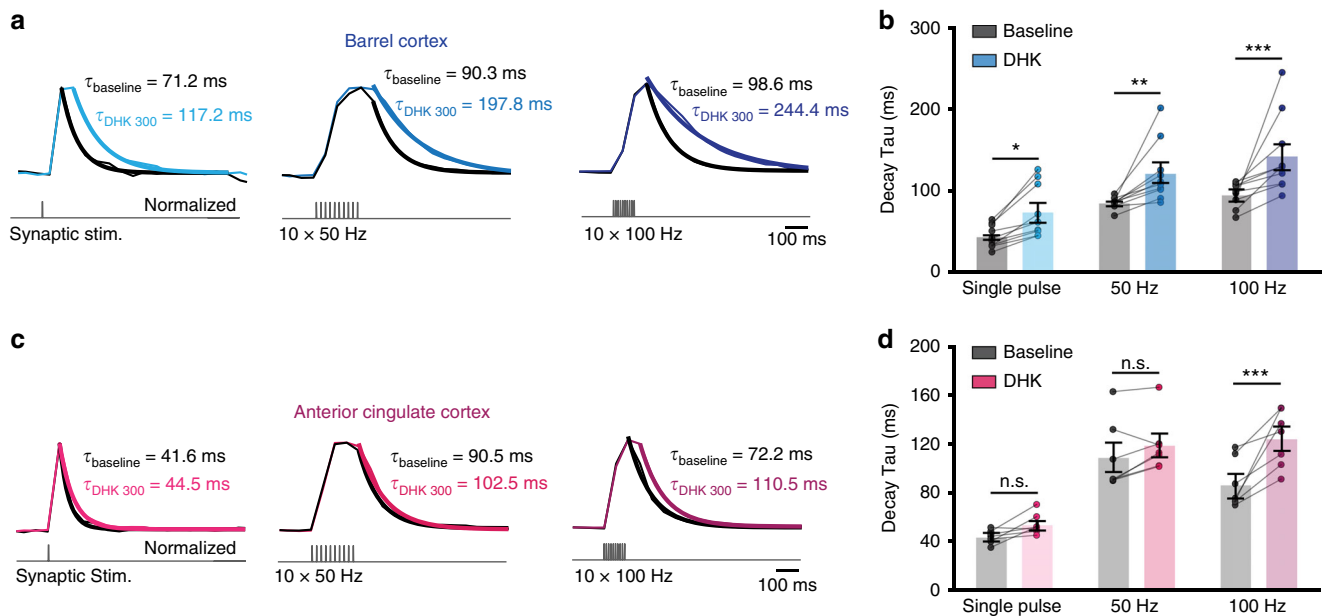 a
Barrel cortex
τbaseline = 71.2 ms
τDHK 300 = 117.2 ms
Normalized
Synaptic stim.
τbaseline = 90.3 ms
τDHK 300 = 197.8 ms
10 × 50 Hz
τbaseline = 98.6 ms
τDHK 300 = 244.4 ms
10 × 100 Hz
100 ms
b
Baseline
DHK
Decay Tau (ms)
300
200
100
0
*
**
***
Single pulse
50 Hz
100 Hz
c
Anterior cingulate cortex
τbaseline = 41.6 ms
τDHK 300 = 44.5 ms
Normalized
Synaptic Stim.
τbaseline = 90.5 ms
τDHK 300 = 102.5 ms
10 × 50 Hz
τbaseline = 72.2 ms
τDHK 300 = 110.5 ms
10 × 100 Hz
100 ms
d
Baseline
DHK
Decay Tau (ms)
200
160
120
80
40
0
n.s.
n.s.
***
Single pulse
50 Hz
100 Hz